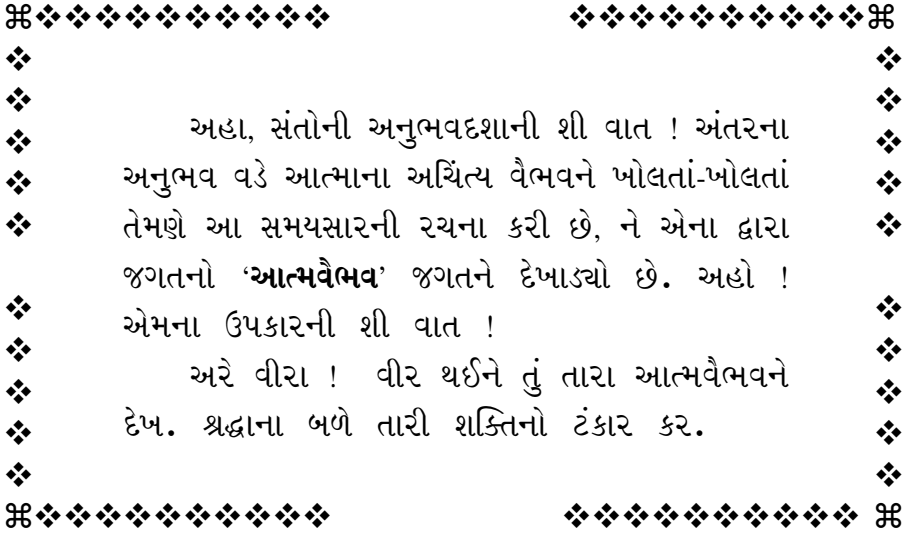 અહા, સંતોની અનુભવદશાની શી વાત ! અંતરના
અનુભવ વડે આત્માના અચિંત્ય વૈભવને ખોલતાં-ખોલતાં
તેમણે આ સમયસારની રચના કરી છે, ને એના દ્વારા
જગતનો ‘આત્મવૈભવ’ જગતને દેખાડ્યો છે. અહો !
એમના ઉપકારની શી વાત !
અરે વીરા ! વીર થઈને તું તારા આત્મવૈભવને
દેખ. શ્રદ્ધાના બળે તારી શક્તિનો ટંકાર કર.